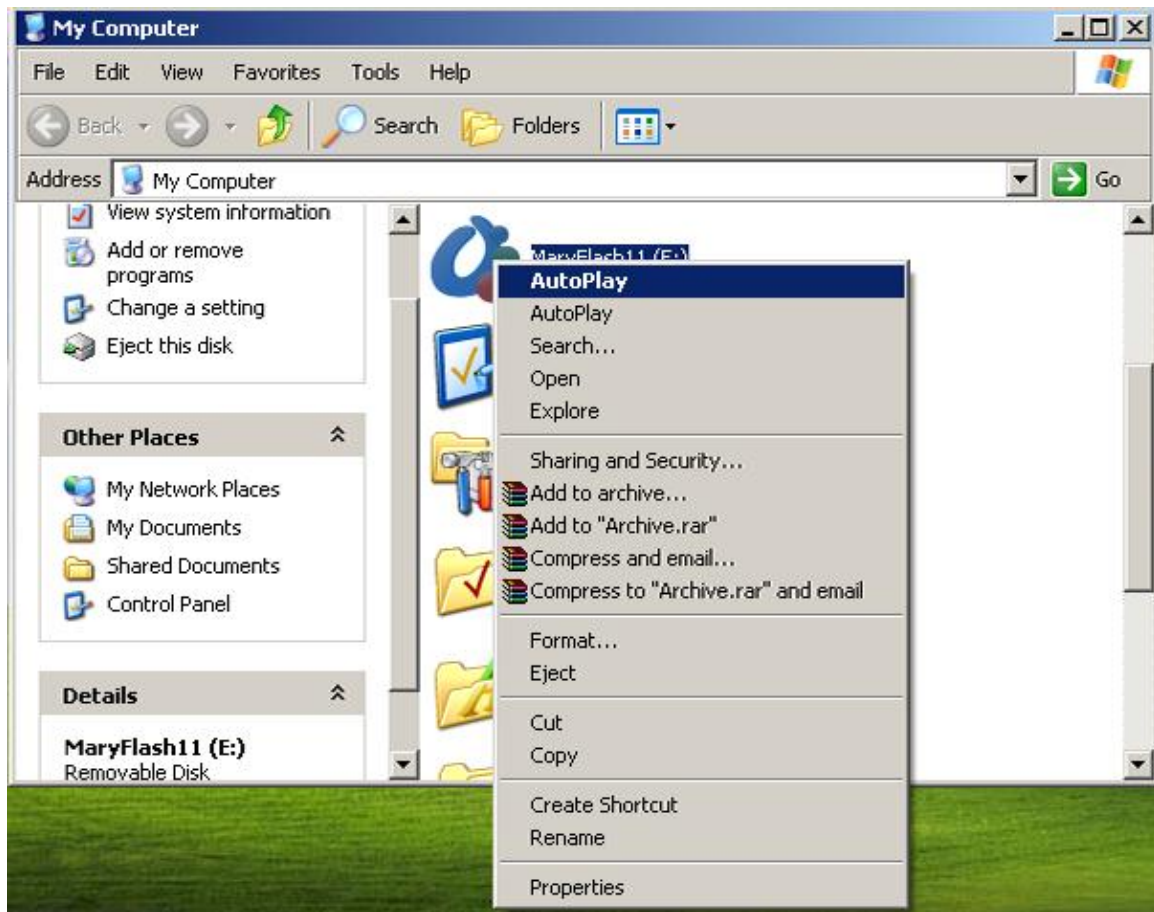 My Computer
File Edit View Favorites Tools Help
Back Search Folders
Address My Computer Go
View system information
Add or remove
programs
Change a setting
Eject this disk
Other Places
My Network Places
My Documents
Shared Documents
Control Panel
Details
MaryFlash11 (E:)
Removable Disk
MaryFlash11 (E:)
AutoPlay
AutoPlay
Search...
Open
Explore
Sharing and Security...
Add to archive...
Add to "Archive.rar"
Compress and email...
Compress to "Archive.rar" and email
Format...
Eject
Cut
Copy
Create Shortcut
Rename
Properties